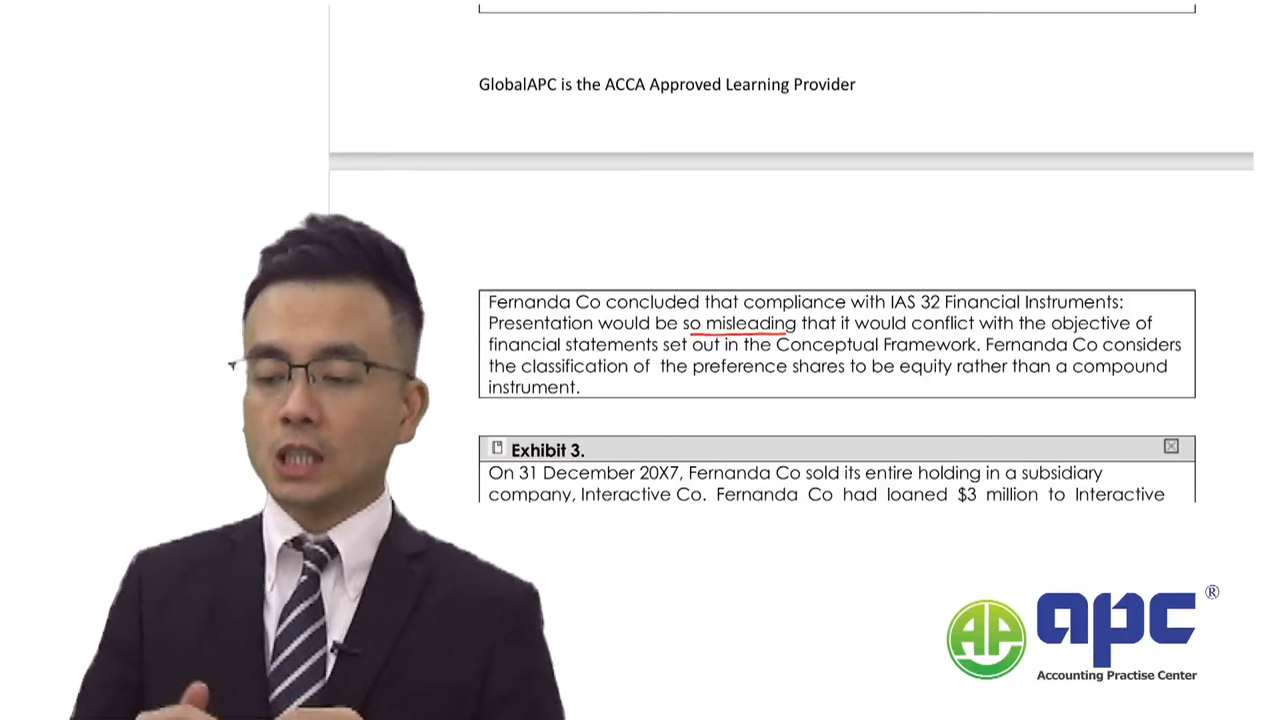 GlobalAPC is the ACCA Approved Learning Provider
Fernanda Co concluded that compliance with IAS 32 Financial Instruments:
Presentation would be so misleading that it would conflict with the objective of
financial statements set out in the Conceptual Framework. Fernanda Co considers
the classification of the preference shares to be equity rather than a compound
instrument.
Exhibit 3.
On 31 December 20X7, Fernanda Co sold its entire holding in a subsidiary
company, Interactive Co. Fernanda Co had loaned $3 million to Interactive
AP
apc®
Accounting Practise Center